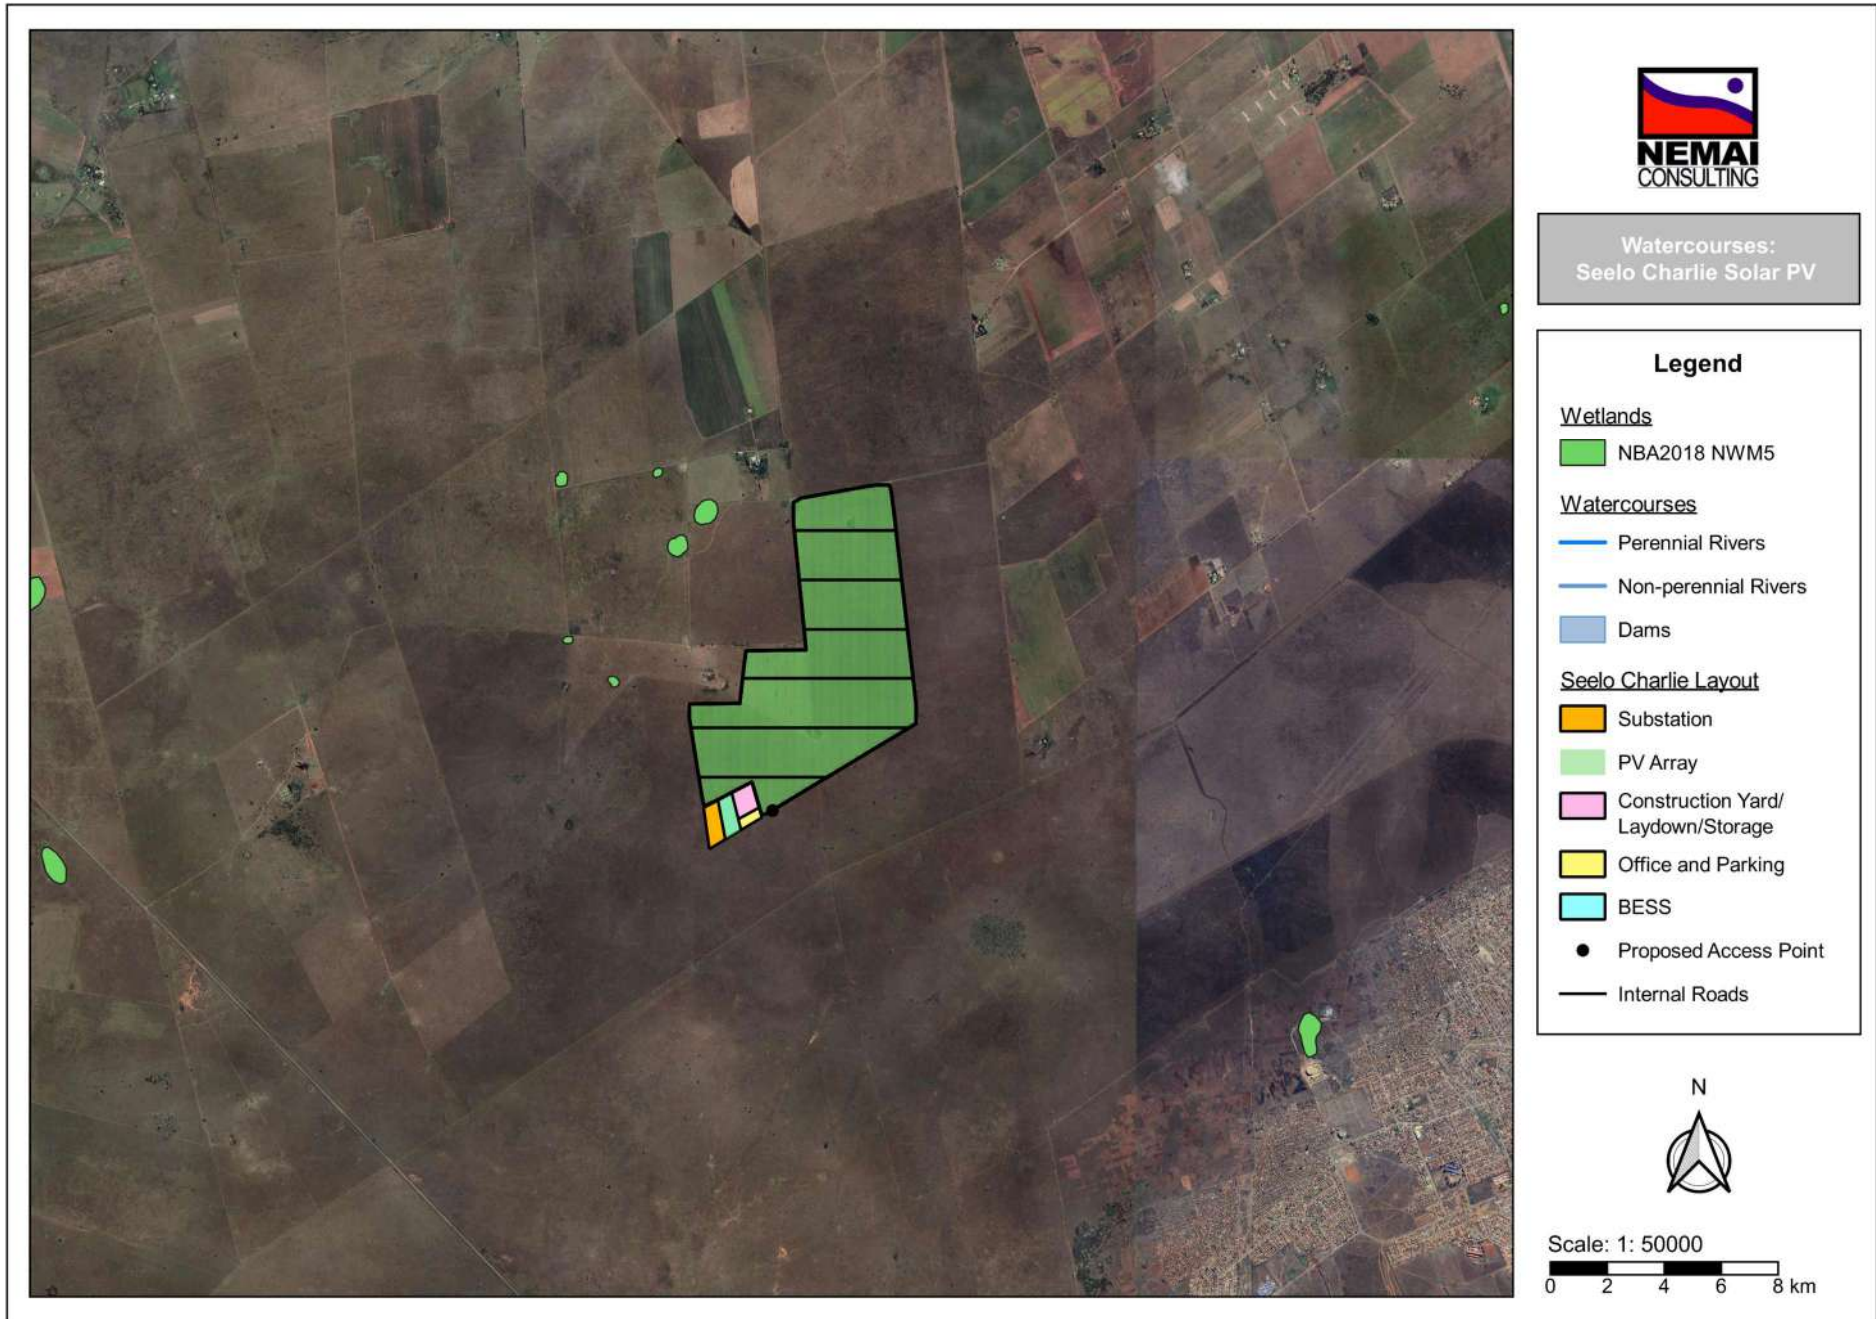 NEMAI
CONSULTING
Watercourses:
Seelo Charlie Solar PV
Legend
Wetlands
NBA2018 NWM5
Watercourses
Perennial Rivers
Non-perennial Rivers
Dams
Seelo Charlie Layout
Substation
PV Array
Construction Yard/
Laydown/Storage
Office and Parking
BESS
Proposed Access Point
Internal Roads
N
Scale: 1: 50000
0 2 4 6 8 km